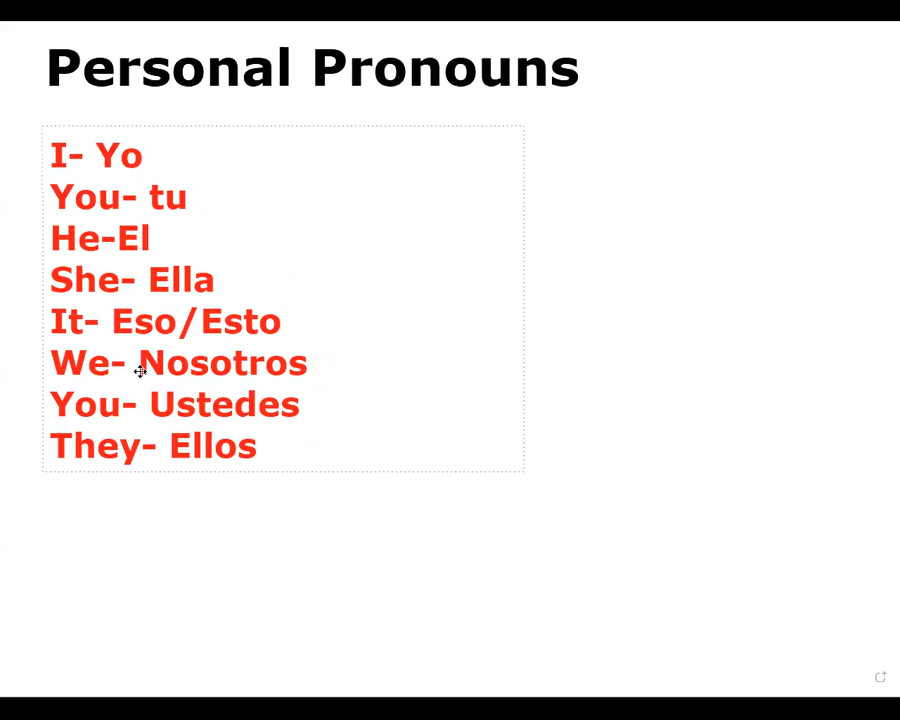 Personal Pronouns
I- Yo
You- tu
He-El
She- Ella
It- Eso/Esto
We- Nosotros
You- Ustedes
They- Ellos